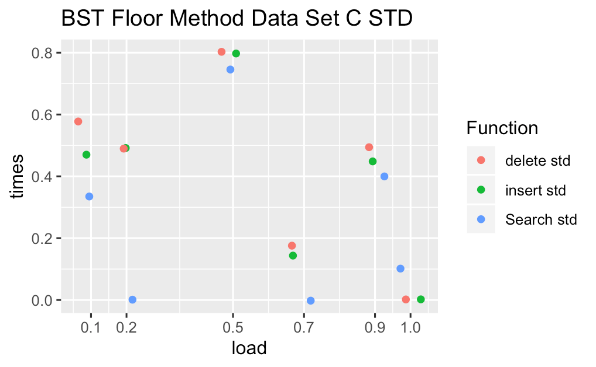 BST Floor Method Data Set C STD
times
0.8
0.6
0.4
0.2
0.0
0.1 0.2 0.5 0.7 0.9 1.0
load
Function
delete std
insert std
Search std